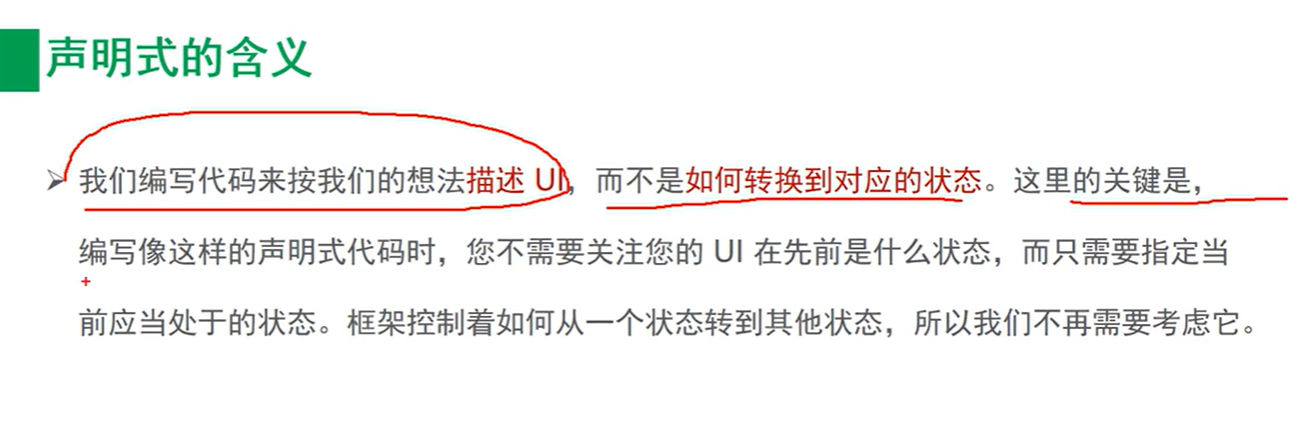 声明式的含义
我们编写代码来按我们的想法描述 UI，而不是如何转换到对应的状态。这里的关键是，
编写像这样的声明式代码时，您不需要关注您的 UI 在先前是什么状态，而只需要指定当
前应当处于的状态。框架控制着如何从一个状态转到其他状态，所以我们不再需要考虑它。